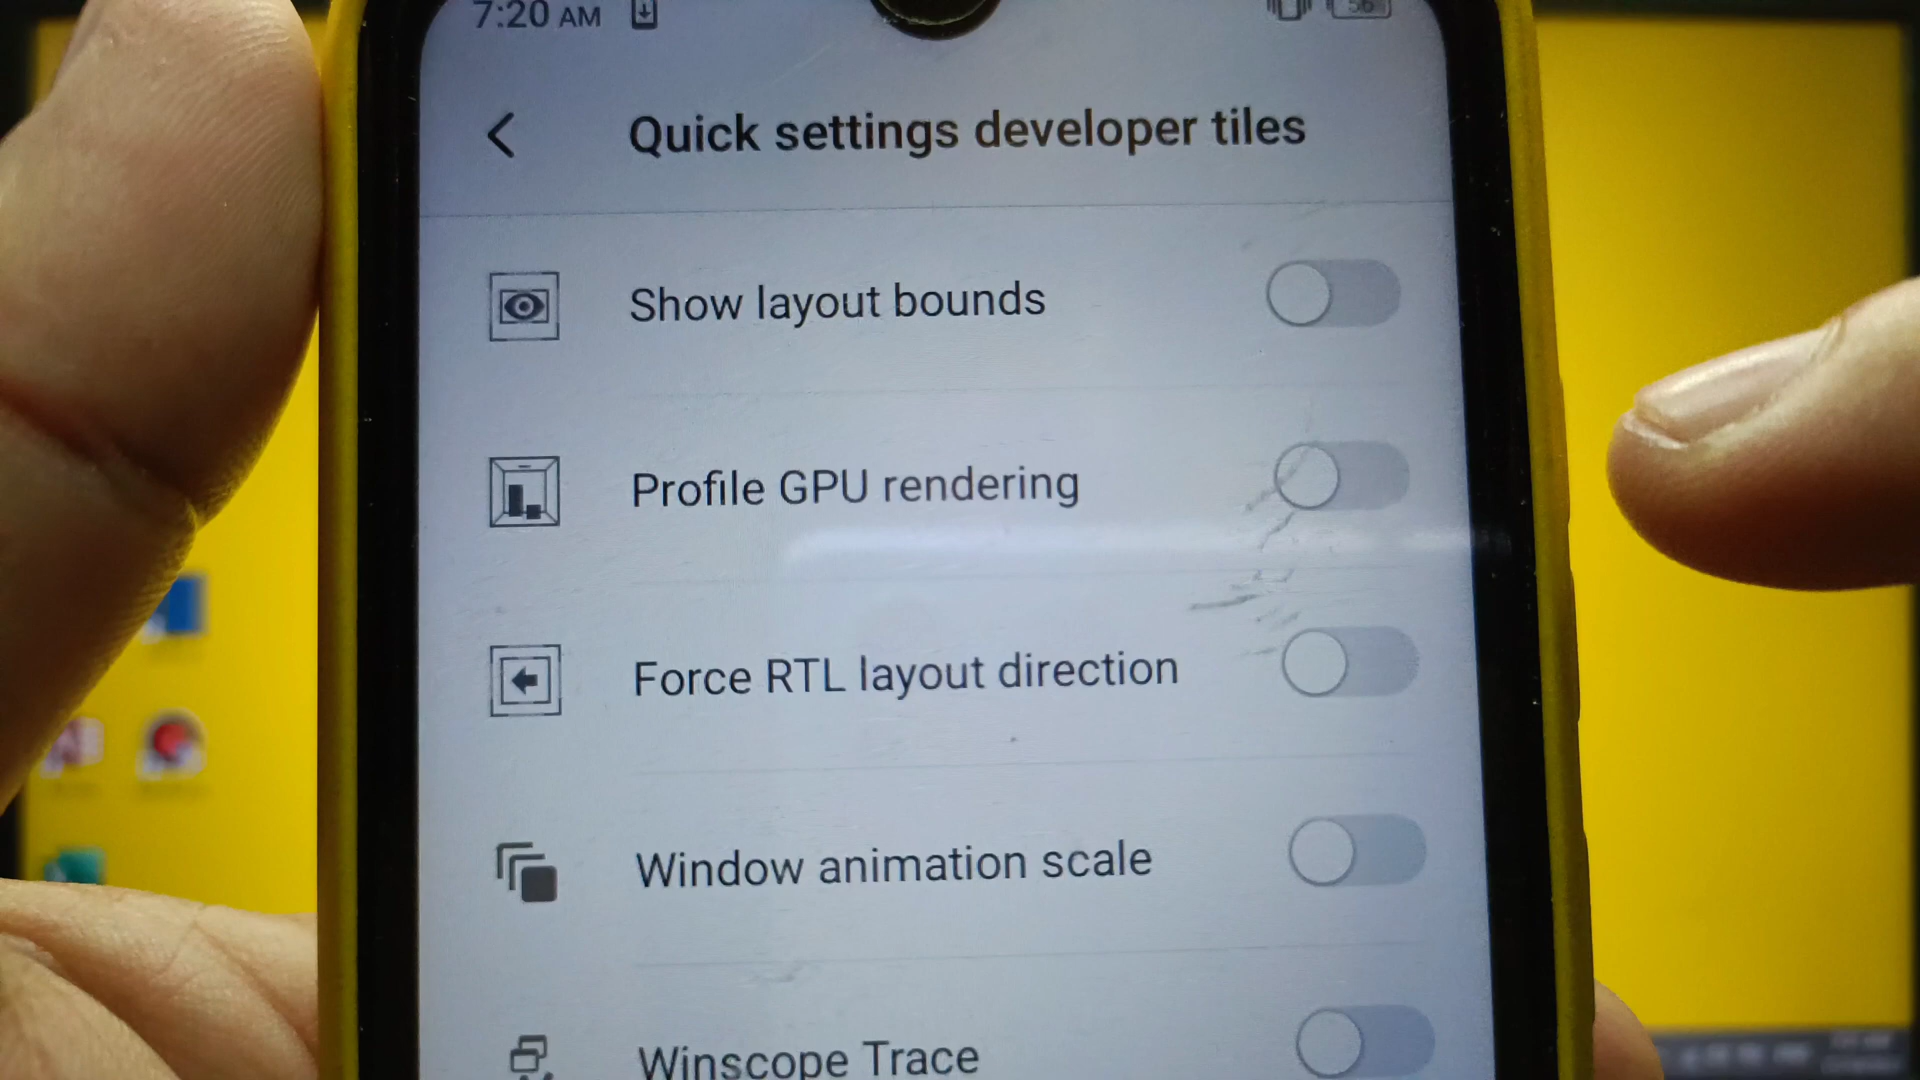 7:20 AM
56
Quick settings developer tiles
Show layout bounds
Profile GPU rendering
Force RTL layout direction
Window animation scale
Winscope Trace